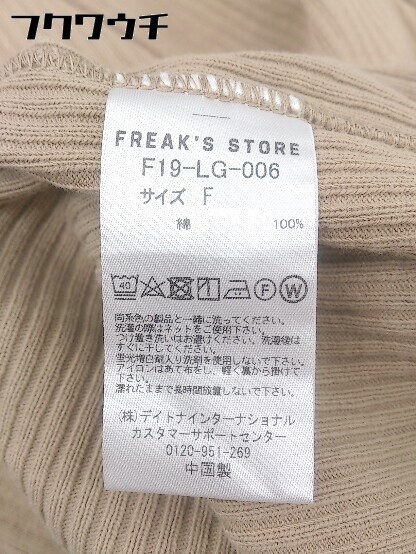 フクワウチ
FREAK'S STORE
F19-LG-006
サイズ F
綿 100%
40
F W
同系色の製品と一緒に洗ってください。
洗濯の際はネットをご使用下さい。
つけ置き洗いはお避けください。洗濯後は
すぐに干してください。
蛍光増白剤入り洗剤を使用しないで下さい。
アイロンはあて布をし、軽く裏から掛けて
下さい。
濡れたままで長時間放置しないで下さい。
(株)デイトナインターナショナル
カスタマーサポートセンター
0120-951-269
中国製